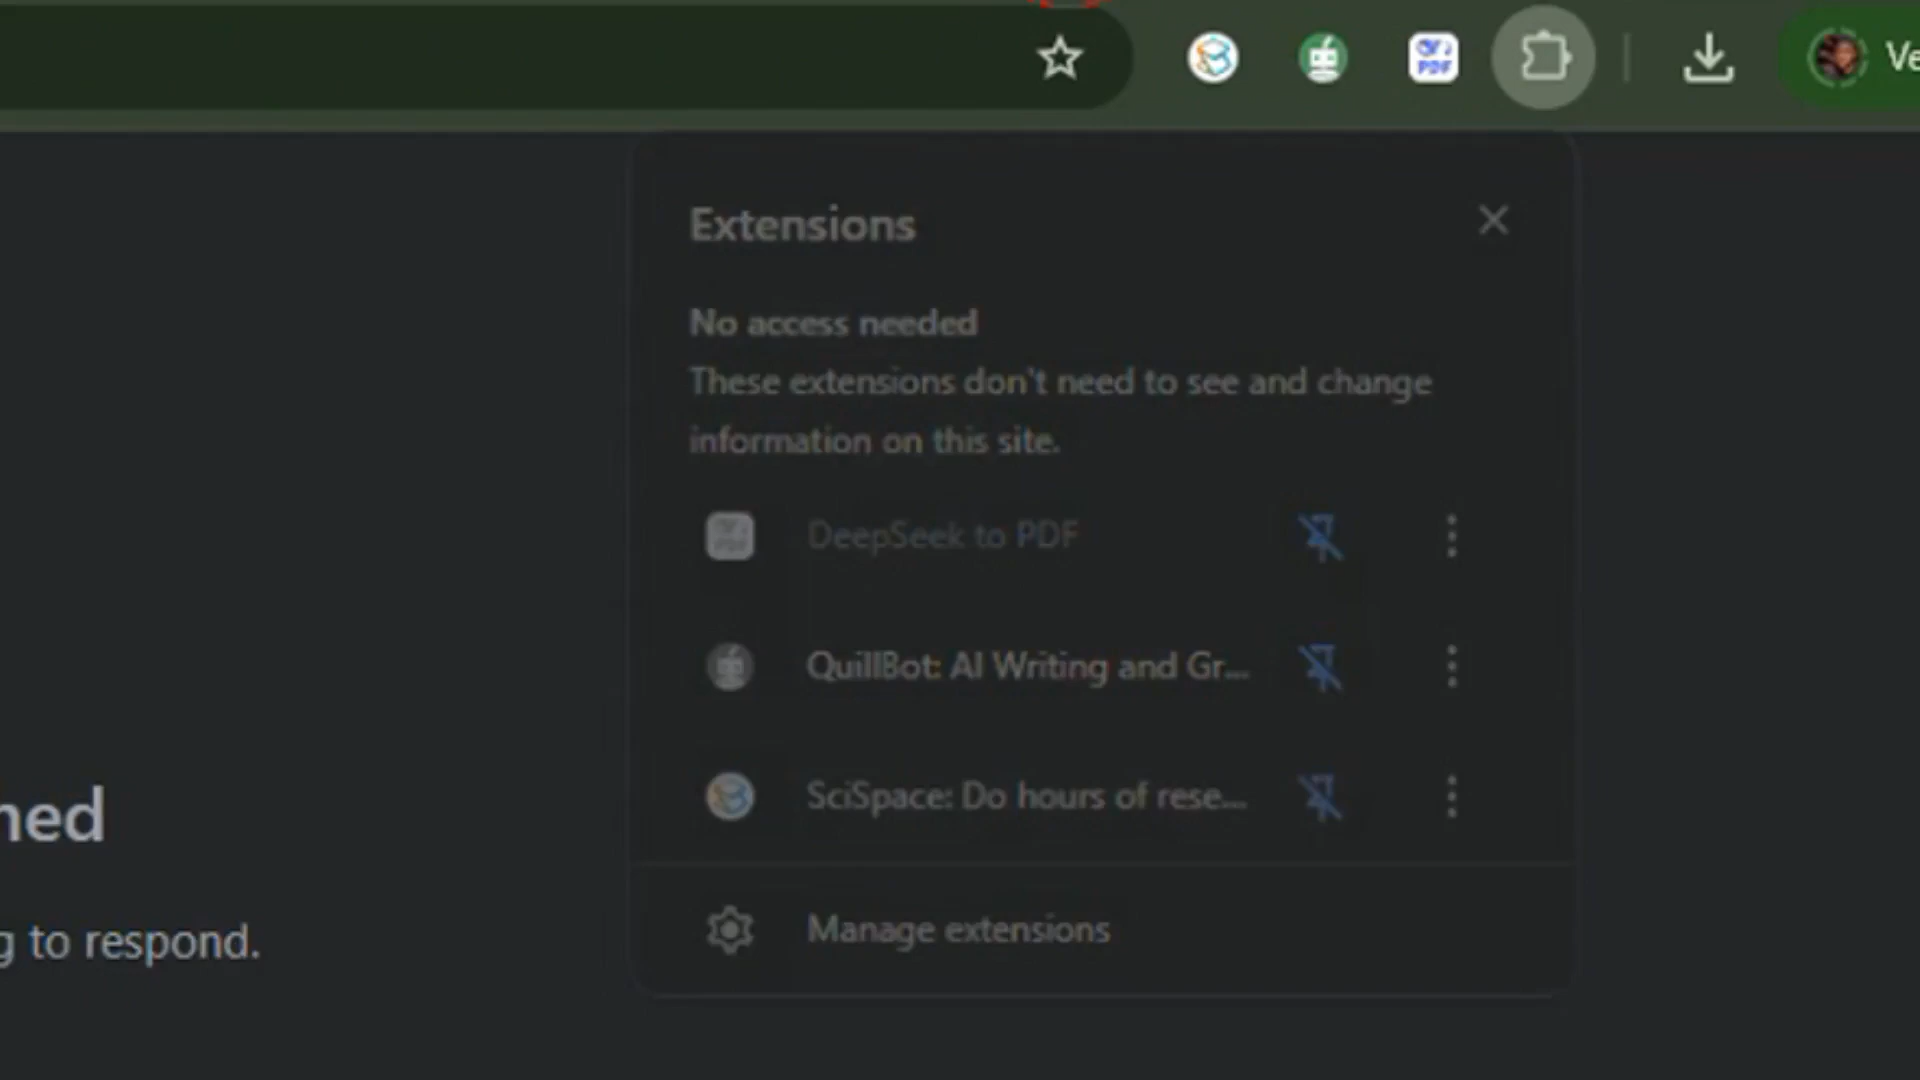 PDF
Ve
Extensions
No access needed
These extensions don't need to see and change
information on this site.
DeepSeek to PDF
QuillBot: AI Writing and Gr...
SciSpace: Do hours of rese...
ned
g to respond.
Manage extensions